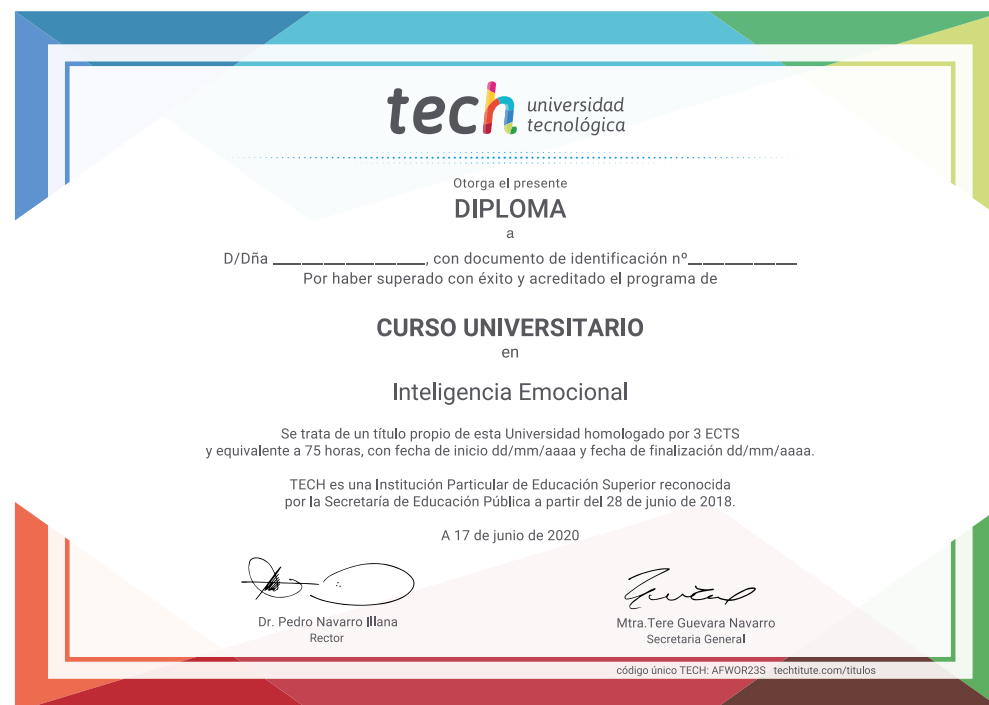 tech universidad
tecnológica
Otorga el presente
DIPLOMA
a
D/Dña ________________, con documento de identificación nº____________
Por haber superado con éxito y acreditado el programa de
CURSO UNIVERSITARIO
en
Inteligencia Emocional
Se trata de un título propio de esta Universidad homologado por 3 ECTS
y equivalente a 75 horas, con fecha de inicio dd/mm/aaaa y fecha de finalización dd/mm/aaaa.
TECH es una Institución Particular de Educación Superior reconocida
por la Secretaría de Educación Pública a partir del 28 de junio de 2018.
A 17 de junio de 2020
Dr. Pedro Navarro Illana
Rector
Mtra.Tere Guevara Navarro
Secretaria General
código único TECH: AFWOR23S techtitute.com/titulos